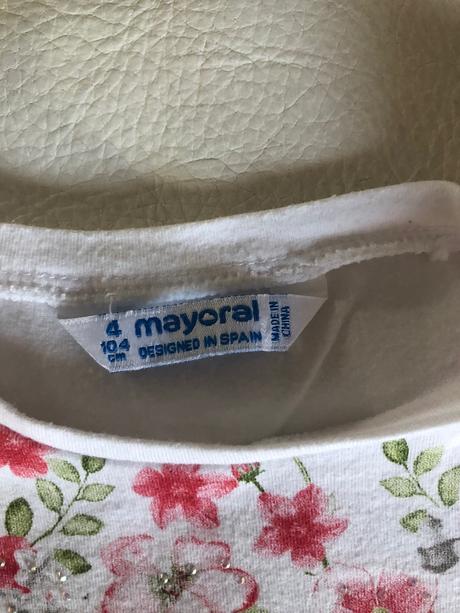 4 mayoral
104
cm DESIGNED IN SPAIN
MADE IN
CHINA